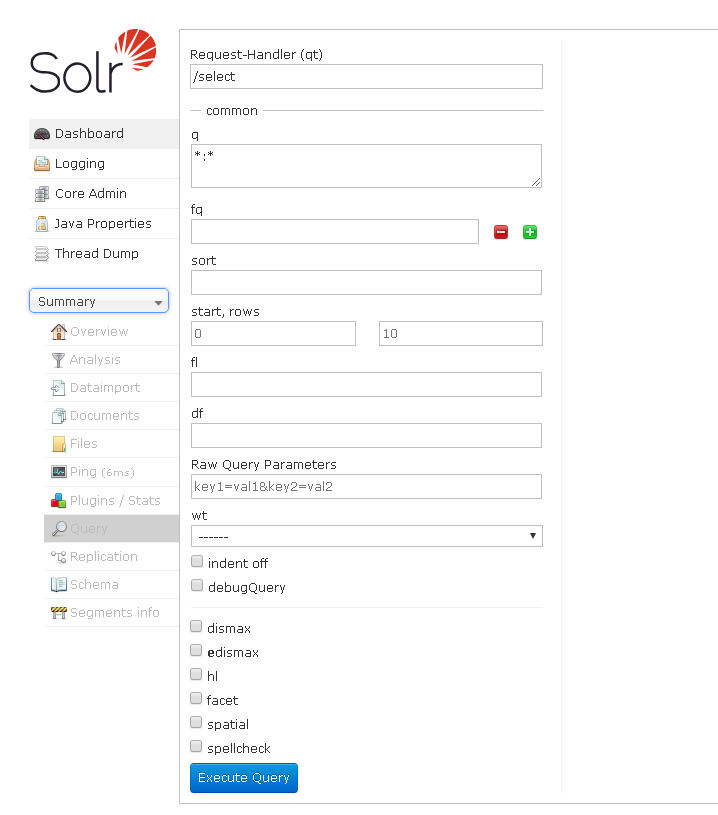 Solr
Dashboard
Logging
Core Admin
Java Properties
Thread Dump
Summary
Overview
Analysis
Dataimport
Documents
Files
Ping (6ms)
Plugins / Stats
Query
Replication
Schema
Segments info
Request-Handler (qt)
/select
common
q
*:*
fq
sort
start, rows
0 10
fl
df
Raw Query Parameters
key1=val1&key2=val2
wt
------
indent off
debugQuery
dismax
edismax
hl
facet
spatial
spellcheck
Execute Query